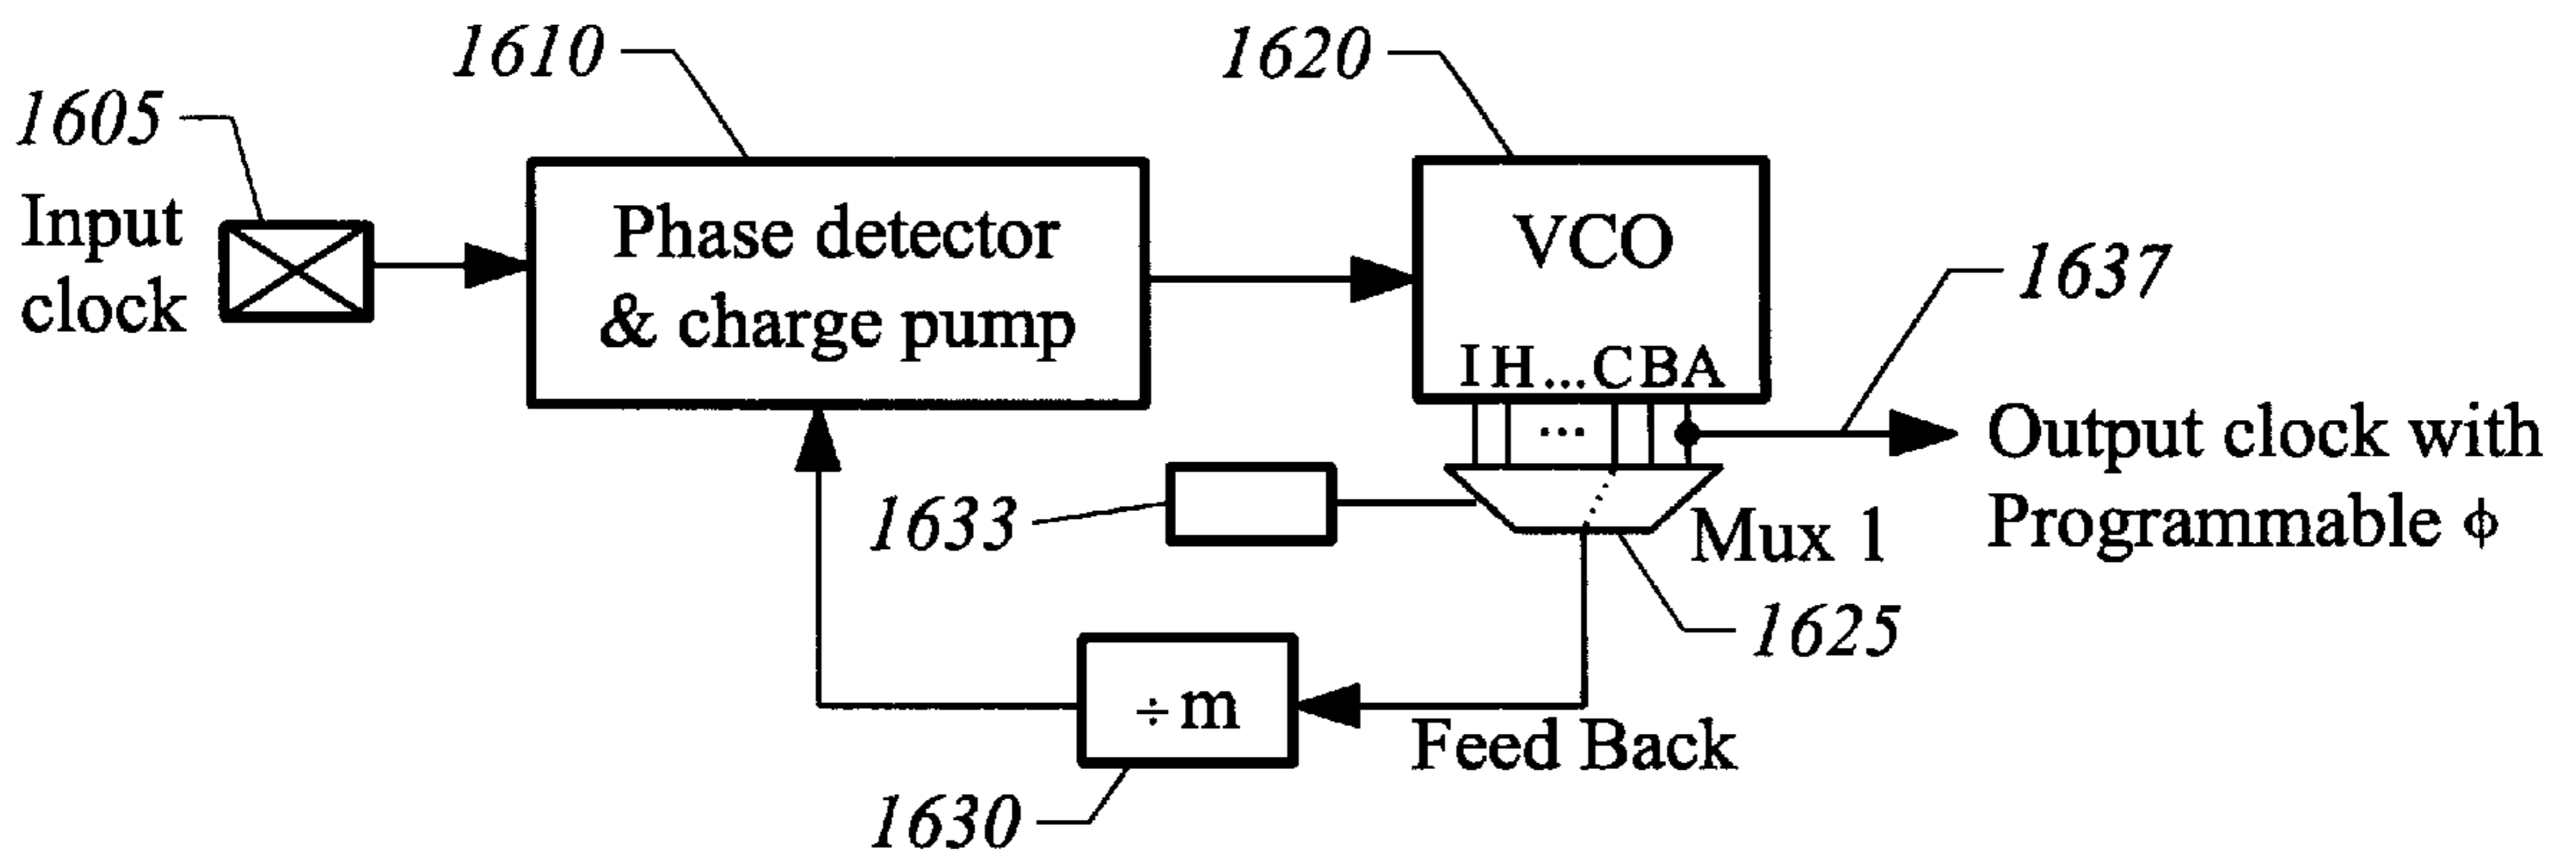 1610
1620
1605
Input
clock
Phase detector
& charge pump
VCO
I H ... C B A
1637
...
Output clock with
Programmable ϕ
1633
Mux 1
1625
÷ m
Feed Back
1630